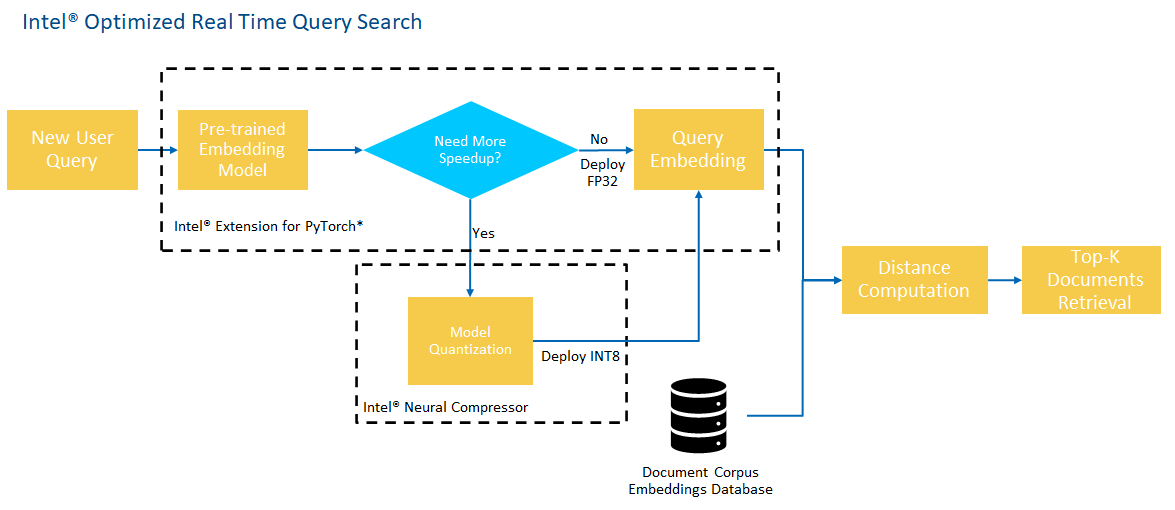 Intel® Optimized Real Time Query Search
New User
Query
Pre-trained
Embedding
Model
Need More
Speedup?
No
Deploy
FP32
Query
Embedding
Intel® Extension for PyTorch*
Yes
Distance
Computation
Top-K
Documents
Retrieval
Model
Quantization
Deploy INT8
Intel® Neural Compressor
Document Corpus
Embeddings Database